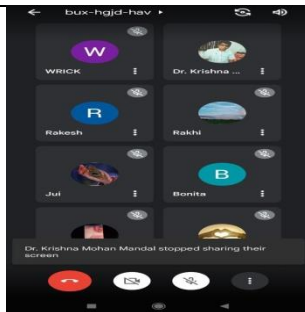 bux-hgjd-hav
W
WRICK
Dr. Krishna ...
R
Rakesh
Rakhi
Jui
B
Bonita
Dr. Krishna Mohan Mandal stopped sharing their
screen